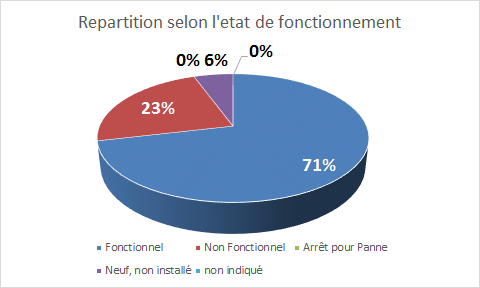 Repartition selon l'etat de fonctionnement
0% 6% 0%
23%
71%
Fonctionnel Non Fonctionnel Arrêt pour Panne
Neuf, non installé non indiqué